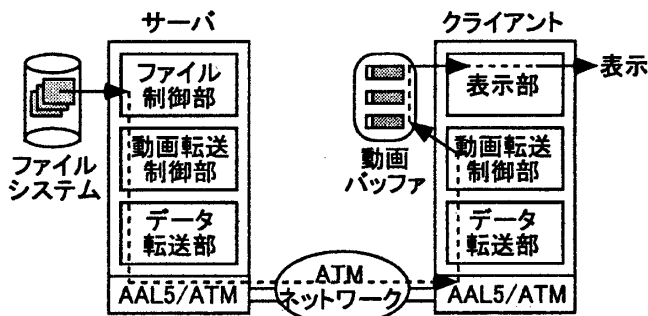 サーバ
ファイル
制御部
動画転送
制御部
データ
転送部
AAL5/ATM
ファイル
システム
ATM
ネットワーク
クライアント
表示部
動画転送
制御部
データ
転送部
AAL5/ATM
動画
バッファ
表示